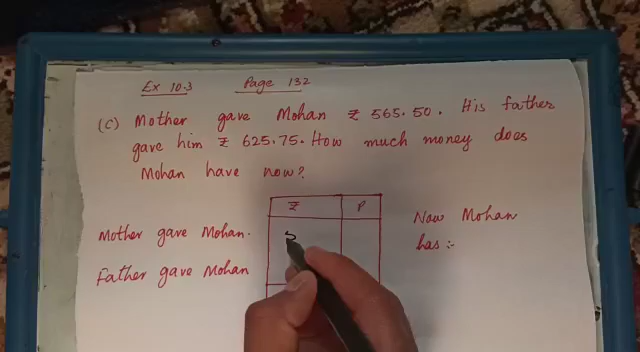 Ex 10.3 Page 132
(C) Mother gave Mohan ₹ 565.50. His father
gave him ₹ 625.75. How much money does
Mohan have now?
₹ P
Mother gave Mohan. 5 Now Mohan
has :-
Father gave Mohan